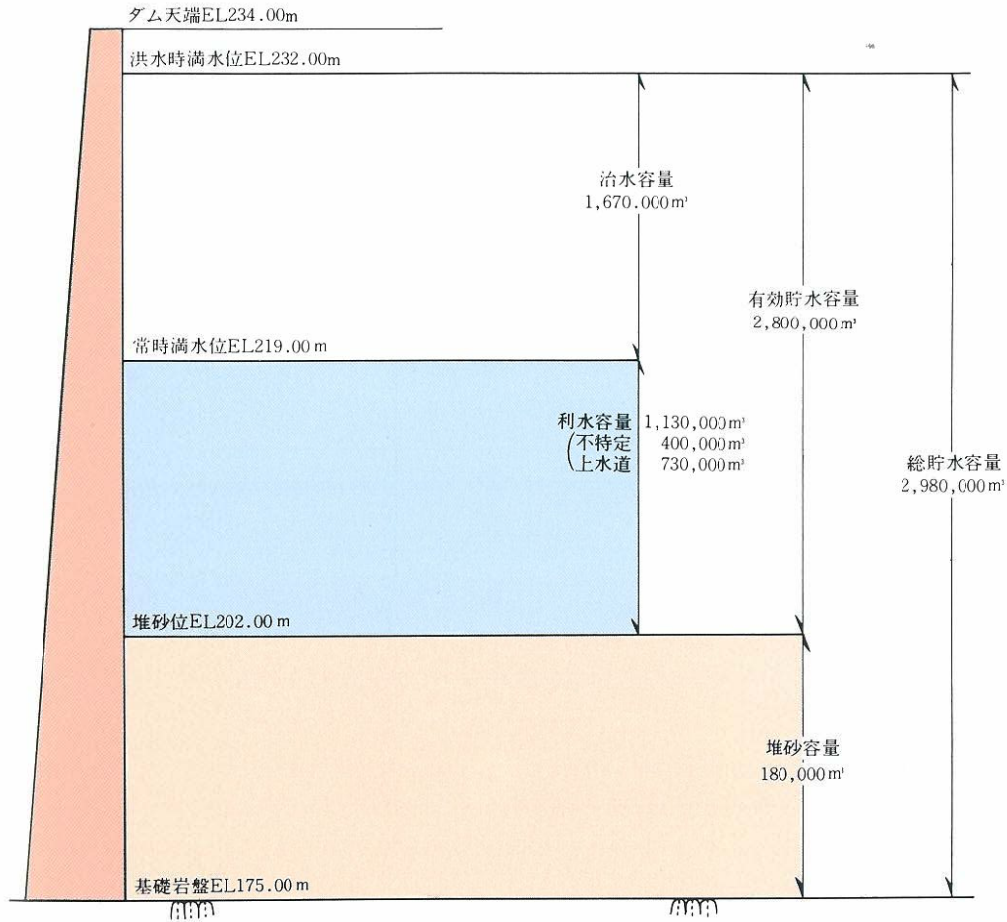 ダム天端EL234.00m
洪水時満水位EL232.00m
治水容量
1,670.000m³
有効貯水容量
2,800,000m³
常時満水位EL219.00m
利水容量 1,130,000m³
(不特定 400,000m³
(上水道 730,000m³
総貯水容量
2,980,000m³
堆砂位EL202.00m
堆砂容量
180,000m³
基礎岩盤EL175.00m